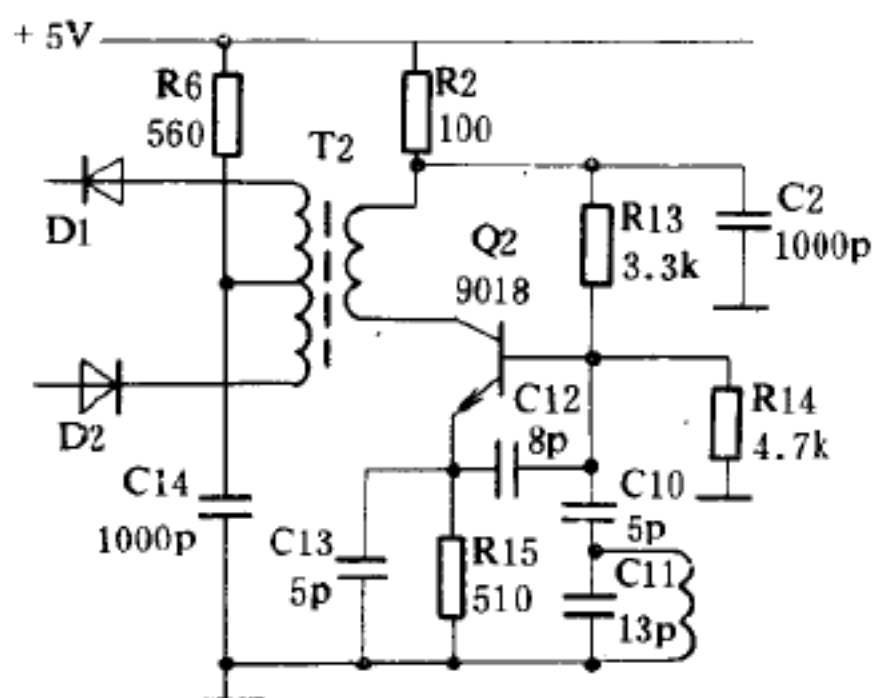 + 5V
R6
560
T2
R2
100
D1
Q2
9018
R13
3.3k
C2
1000p
D2
C12
8p
R14
4.7k
C14
1000p
C13
5p
R15
510
C10
5p
C11
13p